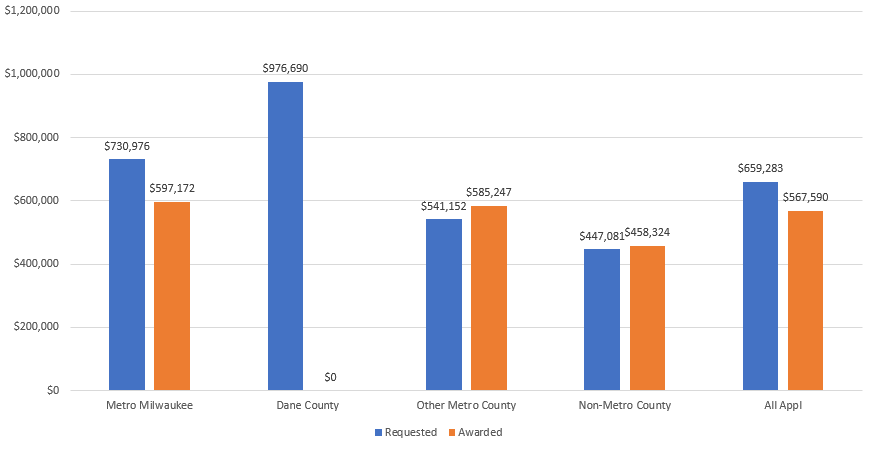 $1,200,000
$1,000,000
$800,000
$600,000
$400,000
$200,000
$0
$730,976
$597,172
$976,690
$0
$541,152
$585,247
$447,081
$458,324
$659,283
$567,590
Metro Milwaukee
Dane County
Other Metro County
Non-Metro County
All Appl
Requested
Awarded